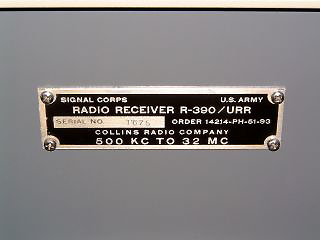 SIGNAL CORPS U.S. ARMY
RADIO RECEIVER R-390/URR
SERIAL NO. 1675 ORDER 14214-PH-51-93
COLLINS RADIO COMPANY
500 KC TO 32 MC